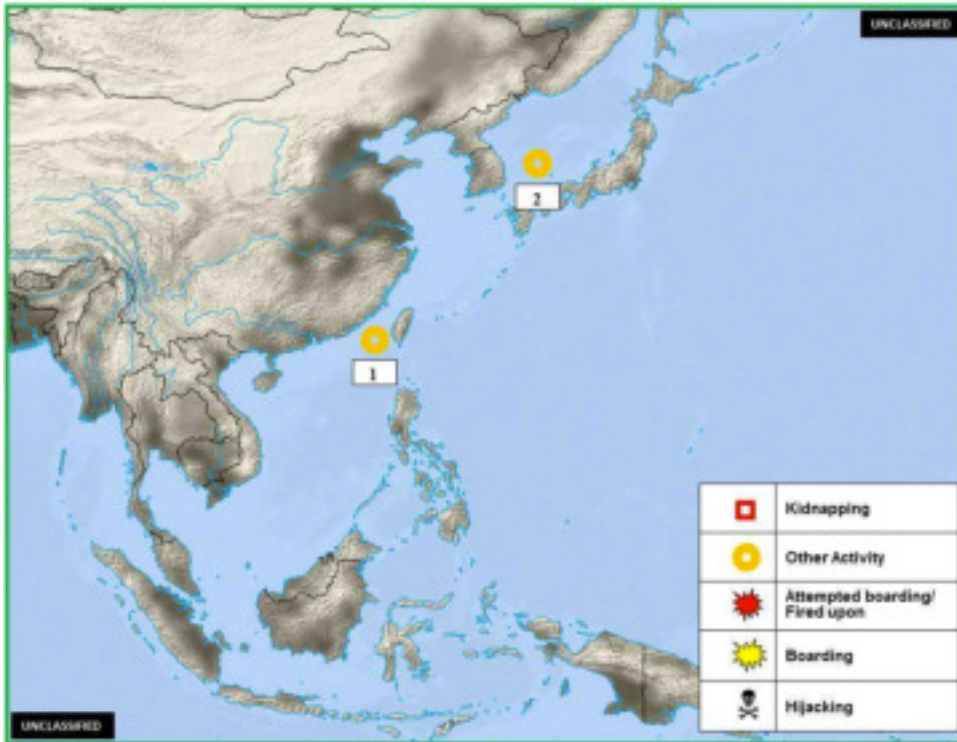 UNCLASSIFIED
2
1
Kidnapping
Other Activity
Attempted boarding/
Fired upon
Boarding
Hijacking
UNCLASSIFIED